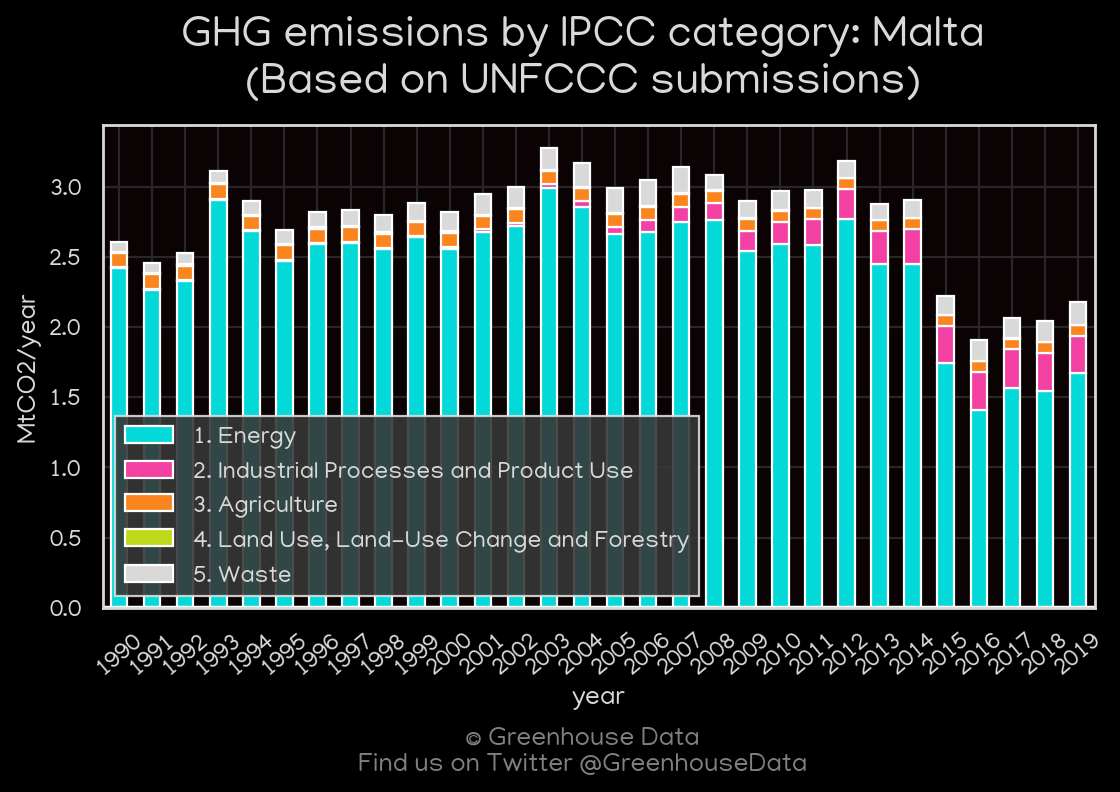 GHG emissions by IPCC category: Malta
(Based on UNFCCC submissions)
MtCO2/year
3.0
2.5
2.0
1.5
1.0
0.5
0.0
1. Energy
2. Industrial Processes and Product Use
3. Agriculture
4. Land Use, Land-Use Change and Forestry
5. Waste
1990 1991 1992 1993 1994 1995 1996 1997 1998 1999 2000 2001 2002 2003 2004 2005 2006 2007 2008 2009 2010 2011 2012 2013 2014 2015 2016 2017 2018 2019
year
© Greenhouse Data
Find us on Twitter @GreenhouseData